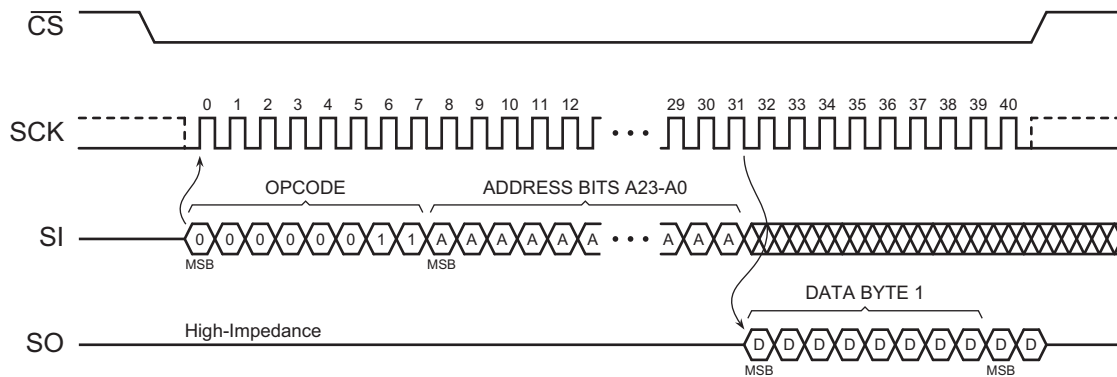 CS
0 1 2 3 4 5 6 7 8 9 10 11 12 29 30 31 32 33 34 35 36 37 38 39 40
SCK
OPCODE ADDRESS BITS A23-A0
SI 0 0 0 0 0 0 1 1 A A A A A A A A A
MSB MSB
DATA BYTE 1
High-Impedance
SO D D D D D D D D D D
MSB MSB